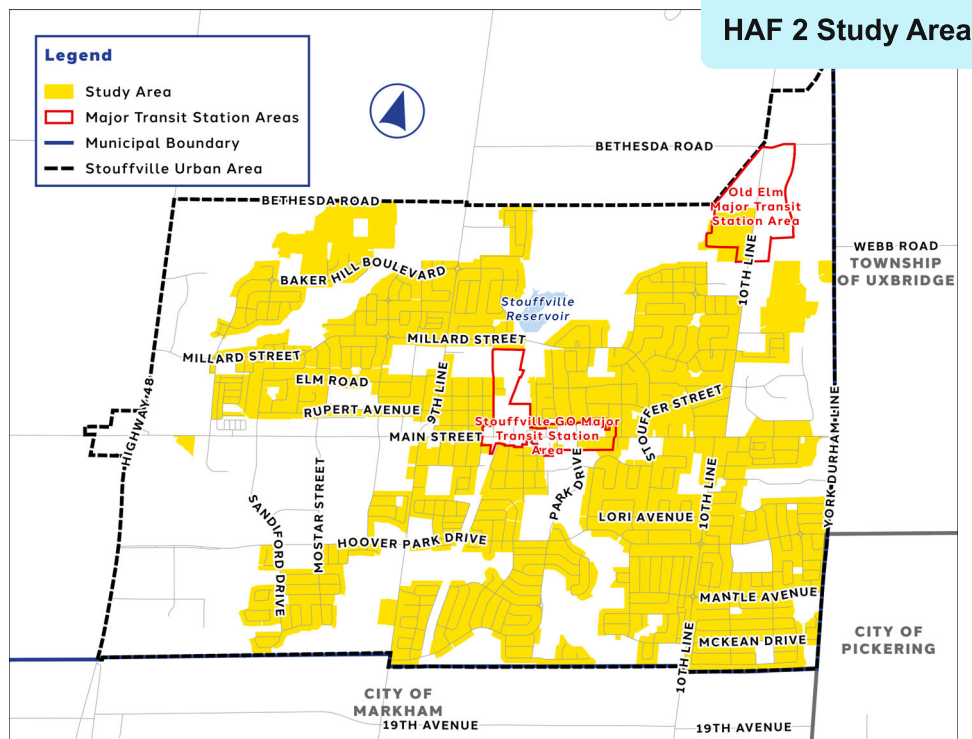 HAF 2 Study Area
Legend
Study Area
Major Transit Station Areas
Municipal Boundary
Stouffville Urban Area
BETHESDA ROAD
BETHESDA ROAD
Old Elm
Major Transit
Station Area
10TH LINE
WEBB ROAD
TOWNSHIP
OF UXBRIDGE
BAKER HILL BOULEVARD
Stouffville
Reservoir
MILLARD STREET
MILLARD STREET
ELM ROAD
RUPERT AVENUE
9TH LINE
HIGHWAY 48
MAIN STREET
Stouffville GO Major
Transit Station
Area
STOUFFER STREET
YORK-DURHAM LINE
PARK DRIVE
10TH LINE
LORI AVENUE
SANDIFORD DRIVE
MOSTAR STREET
HOOVER PARK DRIVE
MANTLE AVENUE
MCKEAN DRIVE
10TH LINE
CITY OF
PICKERING
CITY OF
MARKHAM
19TH AVENUE
19TH AVENUE